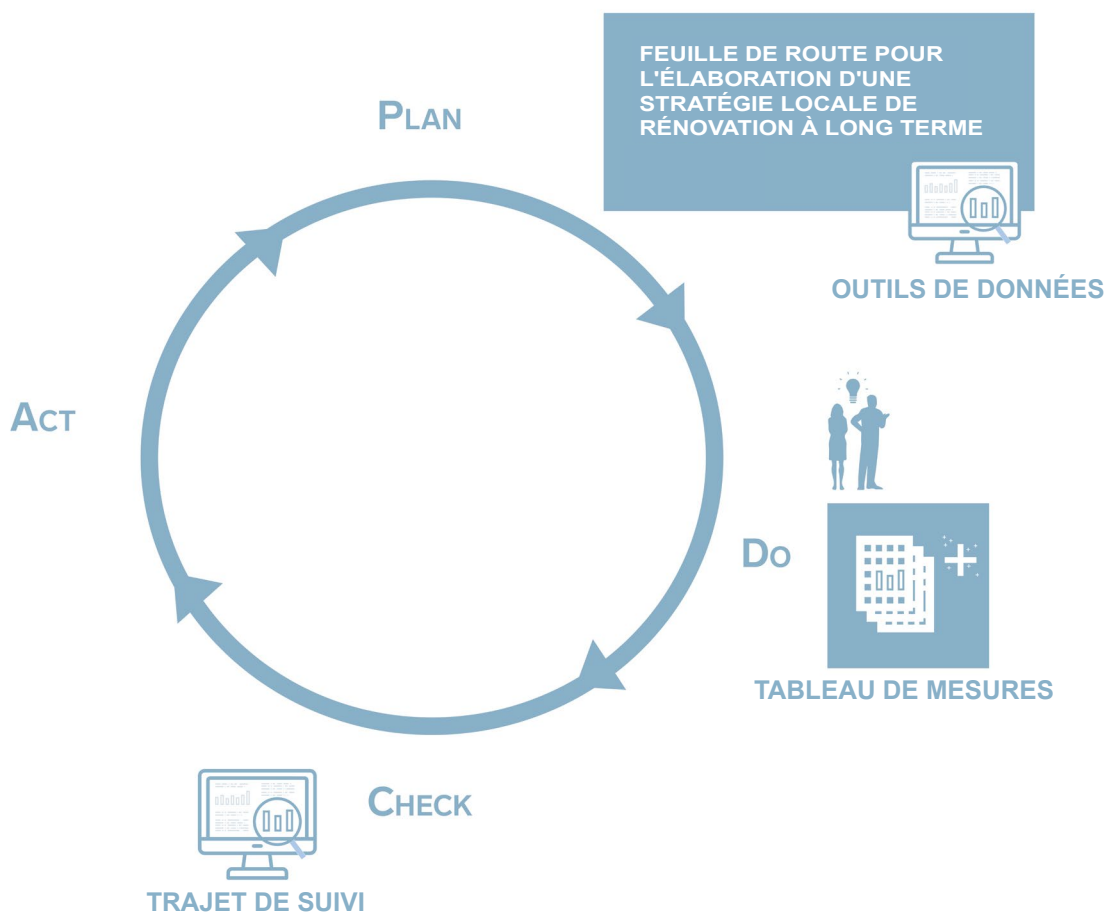 FEUILLE DE ROUTE POUR
L'ÉLABORATION D'UNE
STRATÉGIE LOCALE DE
RÉNOVATION À LONG TERME
PLAN
OUTILS DE DONNÉES
ACT
DO
TABLEAU DE MESURES
CHECK
TRAJET DE SUIVI